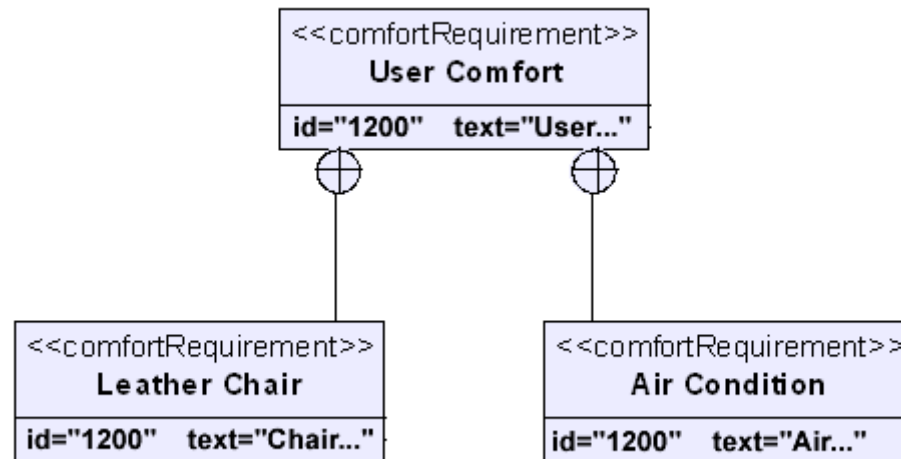 <<comfortRequirement>>
User Comfort
id="1200" text="User..."
<<comfortRequirement>>
Leather Chair
id="1200" text="Chair..."
<<comfortRequirement>>
Air Condition
id="1200" text="Air..."